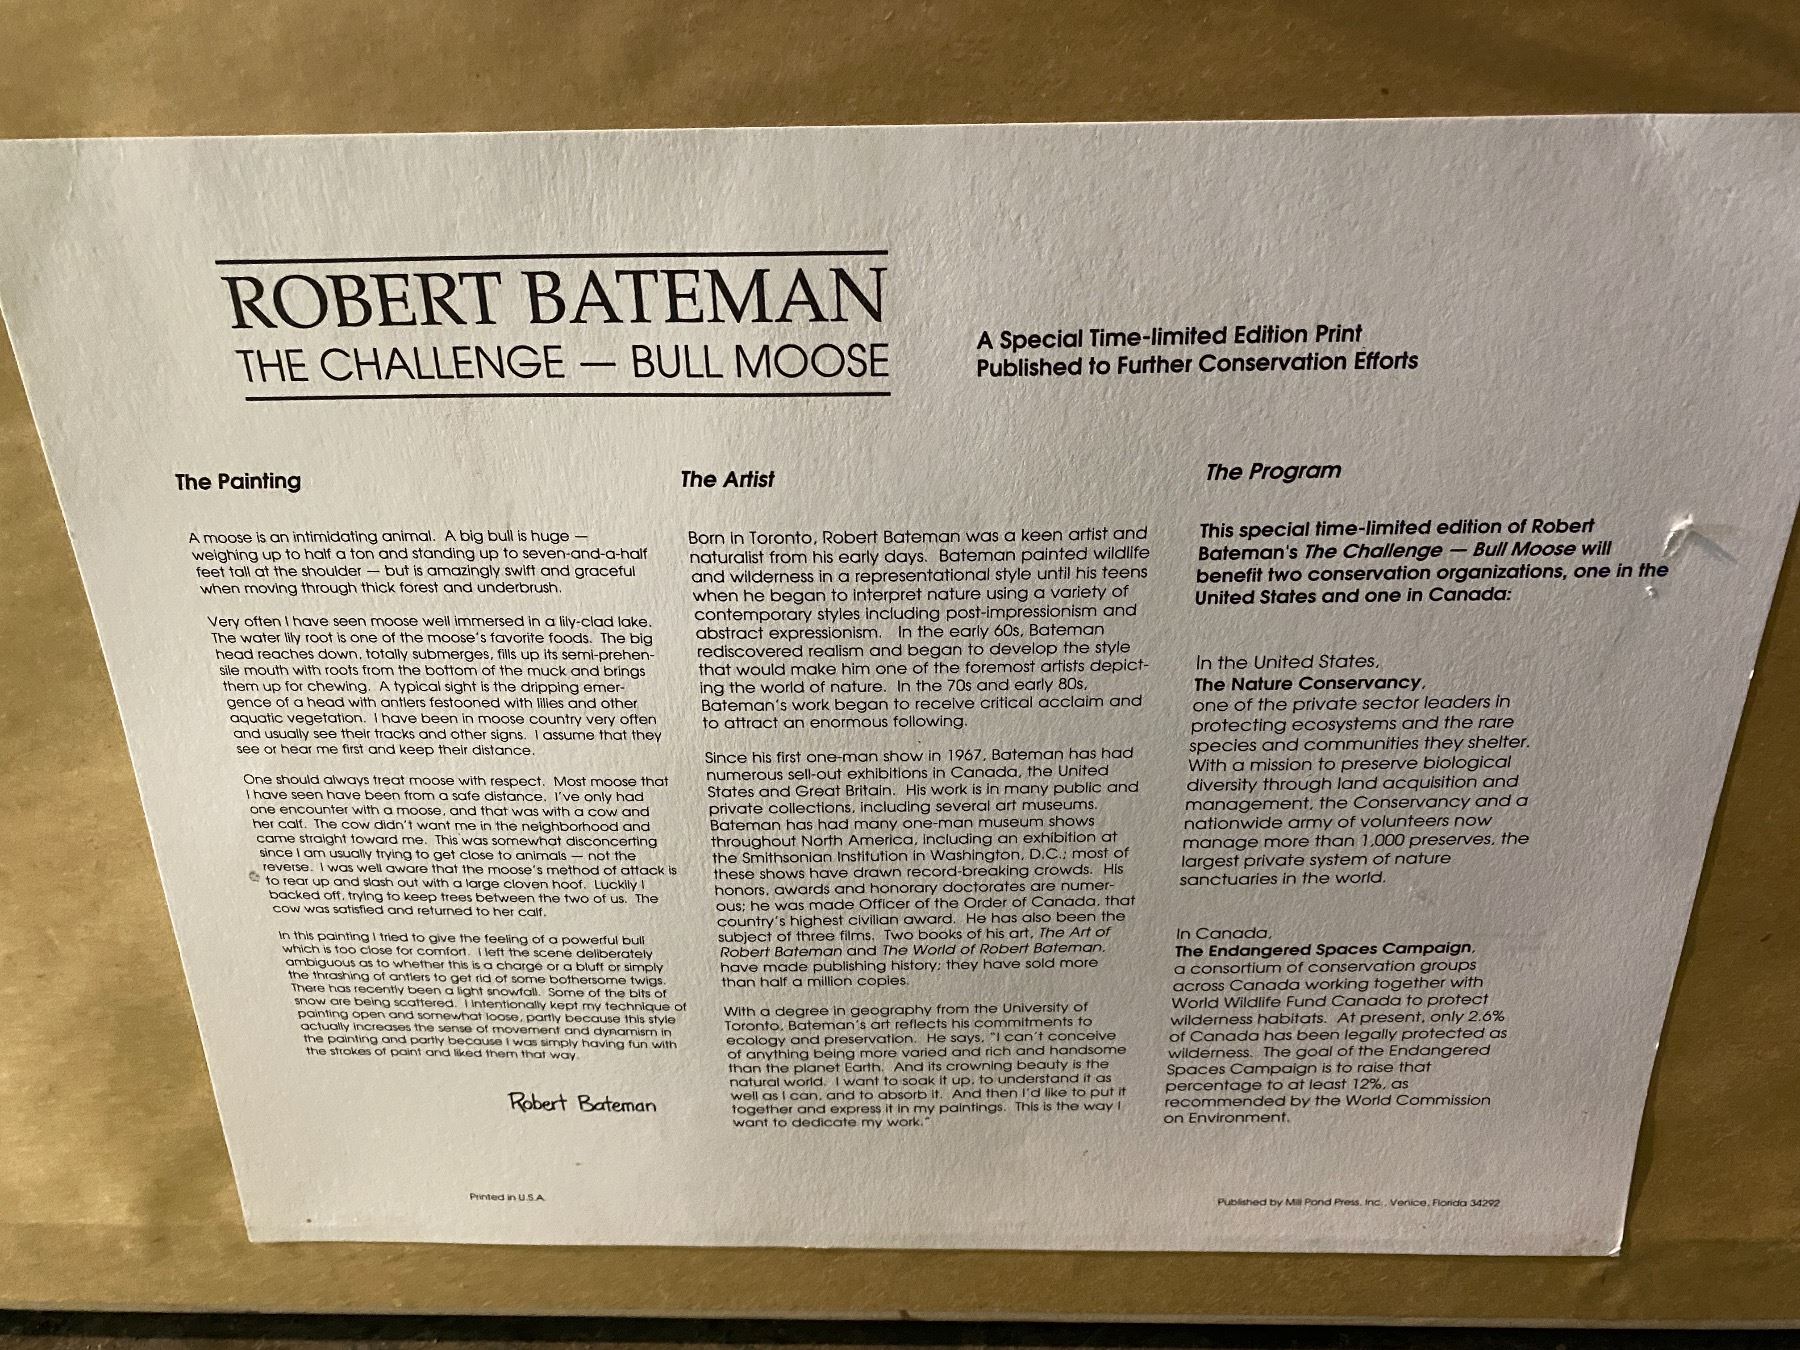 ROBERT BATEMAN
THE CHALLENGE — BULL MOOSE
A Special Time-limited Edition Print
Published to Further Conservation Efforts
The Painting
A moose is an intimidating animal. A big bull is huge —
weighing up to half a ton and standing up to seven-and-a-half
feet tall at the shoulder — but is amazingly swift and graceful
when moving through thick forest and underbrush.
Very often I have seen moose well immersed in a lily-clad lake.
The water lily root is one of the moose's favorite foods. The big
head reaches down, totally submerges, fills up its semi-prehen-
sile mouth with roots from the bottom of the muck and brings
them up for chewing. A typical sight is the dripping emer-
gence of a head with antlers festooned with lilies and other
aquatic vegetation. I have been in moose country very often
and usually see their tracks and other signs. I assume that they
see or hear me first and keep their distance.
One should always treat moose with respect. Most moose that
I have seen have been from a safe distance. I've only had
one encounter with a moose, and that was with a cow and
her calf. The cow didn't want me in the neighborhood and
came straight toward me. This was somewhat disconcerting
since I am usually trying to get close to animals — not the
reverse. I was well aware that the moose's method of attack is
to rear up and slash out with a large cloven hoof. Luckily I
backed off, trying to keep trees between the two of us. The
cow was satisfied and returned to her calf.
In this painting I tried to give the feeling of a powerful bull
which is too close for comfort. I left the scene deliberately
ambiguous as to whether this is a charge or a bluff or simply
the thrashing of antlers to get rid of some bothersome twigs.
There has recently been a light snowfall. Some of the bits of
snow are being scattered. I intentionally kept my technique of
painting open and somewhat loose, partly because this style
actually increases the sense of movement and dynamism in
the painting and partly because I was simply having fun with
the strokes of paint and liked them that way.
Robert Bateman
The Artist
Born in Toronto, Robert Bateman was a keen artist and
naturalist from his early days. Bateman painted wildlife
and wilderness in a representational style until his teens
when he began to interpret nature using a variety of
contemporary styles including post-impressionism and
abstract expressionism. In the early 60s, Bateman
rediscovered realism and began to develop the style
that would make him one of the foremost artists depict-
ing the world of nature. In the 70s and early 80s,
Bateman's work began to receive critical acclaim and
to attract an enormous following.
Since his first one-man show in 1967, Bateman has had
numerous sell-out exhibitions in Canada, the United
States and Great Britain. His work is in many public and
private collections, including several art museums.
Bateman has had many one-man museum shows
throughout North America, including an exhibition at
the Smithsonian Institution in Washington, D.C.; most of
these shows have drawn record-breaking crowds. His
honors, awards and honorary doctorates are numer-
ous; he was made Officer of the Order of Canada, that
country's highest civilian award. He has also been the
subject of three films. Two books of his art, The Art of
Robert Bateman and The World of Robert Bateman,
have made publishing history; they have sold more
than half a million copies.
With a degree in geography from the University of
Toronto, Bateman's art reflects his commitments to
ecology and preservation. He says, "I can't conceive
of anything being more varied and rich and handsome
than the planet Earth. And its crowning beauty is the
natural world. I want to soak it up, to understand it as
well as I can, and to absorb it. And then I'd like to put it
together and express it in my paintings. This is the way I
want to dedicate my work."
The Program
This special time-limited edition of Robert
Bateman's The Challenge — Bull Moose will
benefit two conservation organizations, one in the
United States and one in Canada:
In the United States,
The Nature Conservancy,
one of the private sector leaders in
protecting ecosystems and the rare
species and communities they shelter.
With a mission to preserve biological
diversity through land acquisition and
management, the Conservancy and a
nationwide army of volunteers now
manage more than 1,000 preserves, the
largest private system of nature
sanctuaries in the world.
In Canada,
The Endangered Spaces Campaign,
a consortium of conservation groups
across Canada working together with
World Wildlife Fund Canada to protect
wilderness habitats. At present, only 2.6%
of Canada has been legally protected as
wilderness. The goal of the Endangered
Spaces Campaign is to raise that
percentage to at least 12%, as
recommended by the World Commission
on Environment.
Printed in U.S.A.
Published by Mill Pond Press, Inc., Venice, Florida 34292